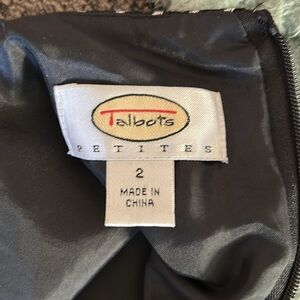 Talbots
PETITES
2
MADE IN
CHINA